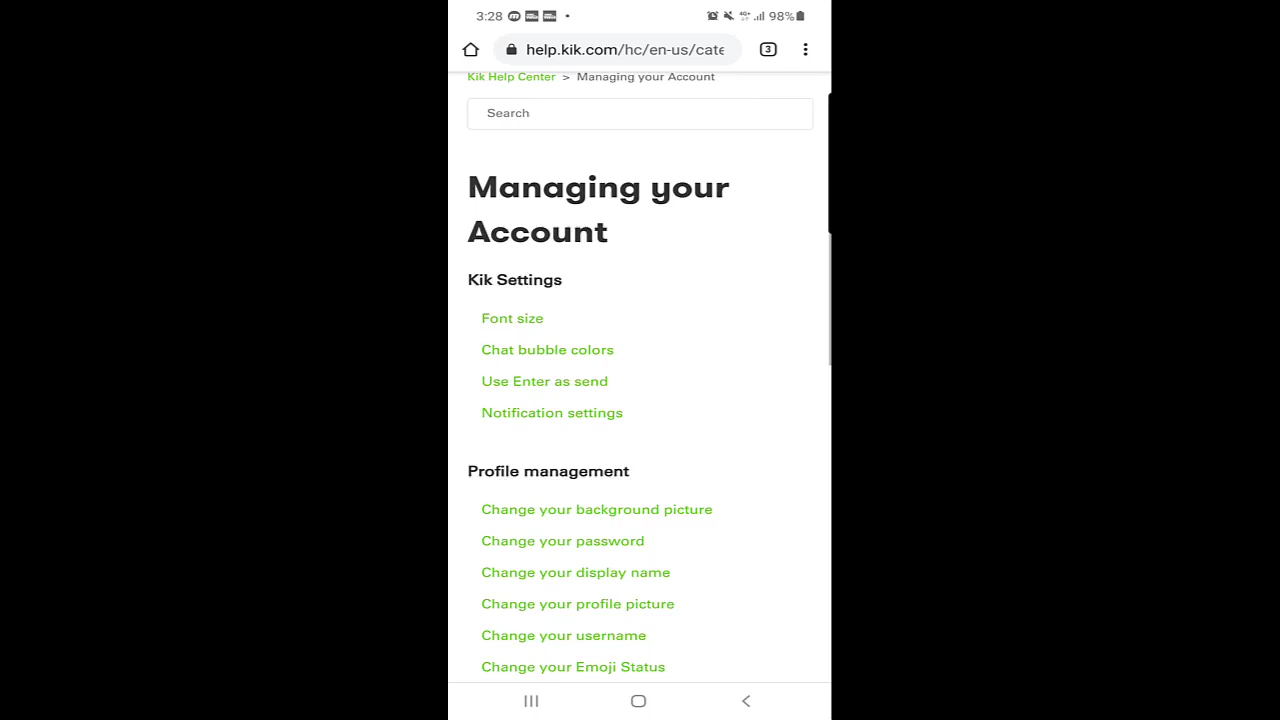 3:28 98%
help.kik.com/hc/en-us/cate 3
Kik Help Center > Managing your Account
Search
Managing your
Account
Kik Settings
Font size
Chat bubble colors
Use Enter as send
Notification settings
Profile management
Change your background picture
Change your password
Change your display name
Change your profile picture
Change your username
Change your Emoji Status